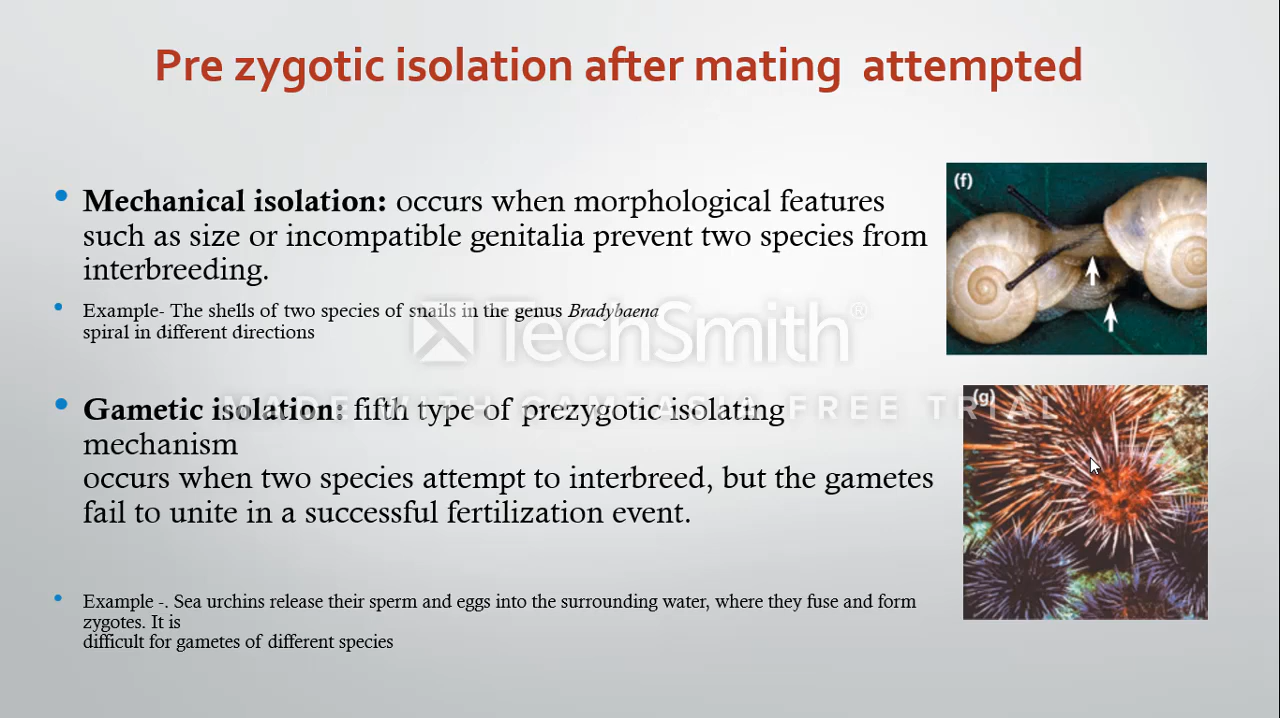 Pre zygotic isolation after mating attempted
Mechanical isolation: occurs when morphological features
such as size or incompatible genitalia prevent two species from
interbreeding.
(f)
Example- The shells of two species of snails in the genus Bradybaena
spiral in different directions
TechSmith®
MADE WITH CAMTASIA FREE TRIAL
Gametic isolation: fifth type of prezygotic isolating
mechanism
occurs when two species attempt to interbreed, but the gametes
fail to unite in a successful fertilization event.
(g)
Example -. Sea urchins release their sperm and eggs into the surrounding water, where they fuse and form
zygotes. It is
difficult for gametes of different species